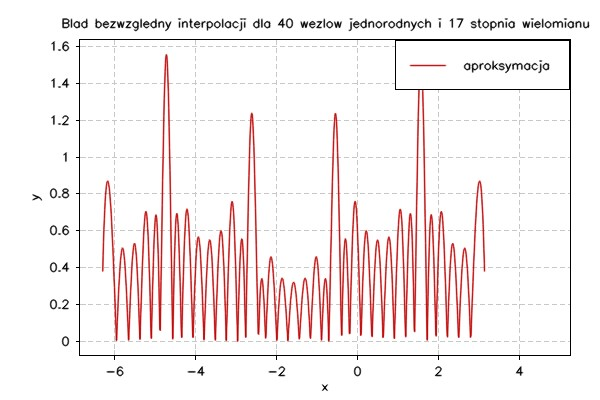 Blad bezwzgledny interpolacji dla 40 wezlow jednorodnych i 17 stopnia wielomianu
1.6
aproksymacja
1.4
1.2
1
y
0.8
0.6
0.4
0.2
0
−6 −4 −2 0 2 4
x